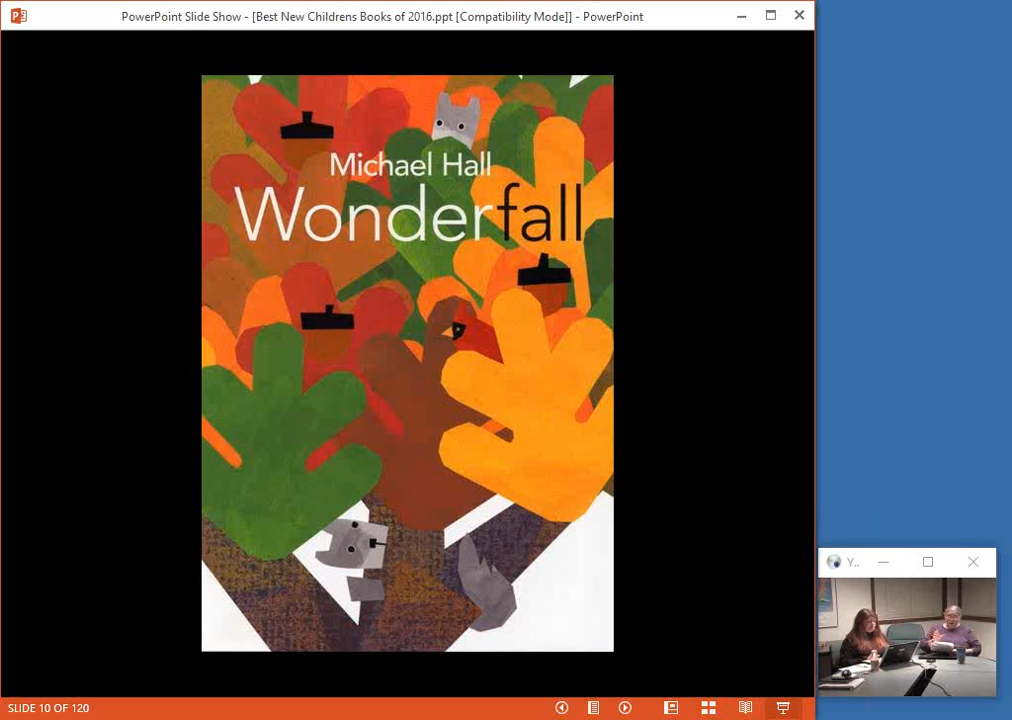 PowerPoint Slide Show - [Best New Childrens Books of 2016.ppt [Compatibility Mode]] - PowerPoint
Michael Hall
Wonderfall
Y..
SLIDE 10 OF 120